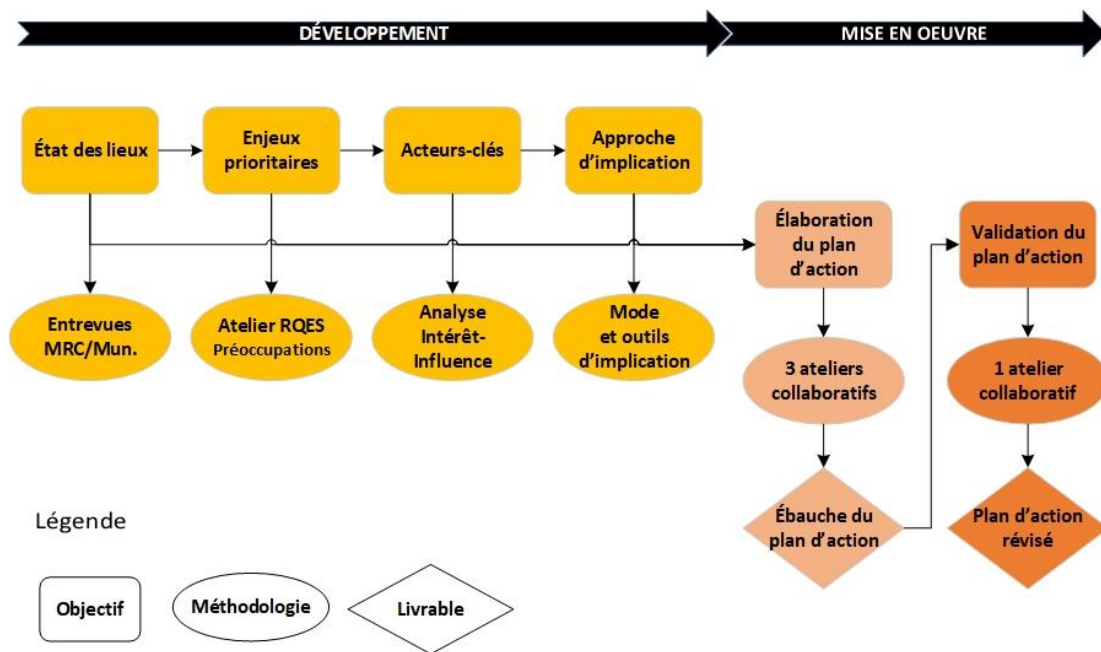 DÉVELOPPEMENT
MISE EN OEUVRE
État des lieux
Enjeux
prioritaires
Acteurs-clés
Approche
d'implication
Élaboration
du plan
d'action
Validation du
plan d'action
Entrevues
MRC/Mun.
Atelier RQES
Préoccupations
Analyse
Intérêt-
Influence
Mode
et outils
d'implication
3 ateliers
collaboratifs
1 atelier
collaboratif
Ébauche du
plan d'action
Plan d'action
révisé
Légende
Objectif
Méthodologie
Livrable